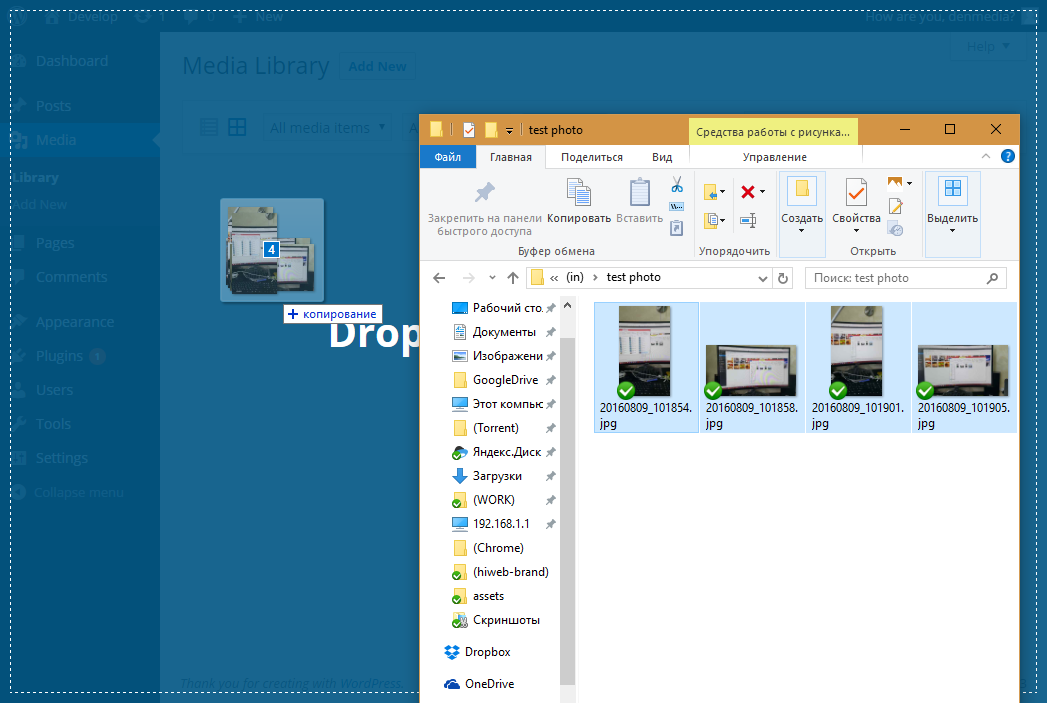 Develop 1 0 New
How are you, denmedia?
Dashboard
Posts
Media
Library
Add New
Pages
Comments
Appearance
Plugins 1
Users
Tools
Settings
Collapse menu
Media Library Add New
Help
All media items A
4
копирование
Drop
Thank you for creating with WordPress.
test photo
Средства работы с рисунка...
Файл Главная Поделиться Вид Управление
Закрепить на панели
быстрого доступа
Копировать
Вставить
Буфер обмена
Упорядочить
Создать
Свойства
Открыть
Выделить
« (in) › test photo
Поиск: test photo
Рабочий сто.
Документы
Изображени
GoogleDrive
Этот компьс
(Torrent)
Яндекс.Диск
Загрузки
(WORK)
192.168.1.1
(Chrome)
(hiweb-brand)
assets
Скриншоты
Dropbox
OneDrive
20160809_101854.
jpg
20160809_101858.
jpg
20160809_101901.
jpg
20160809_101905.
jpg